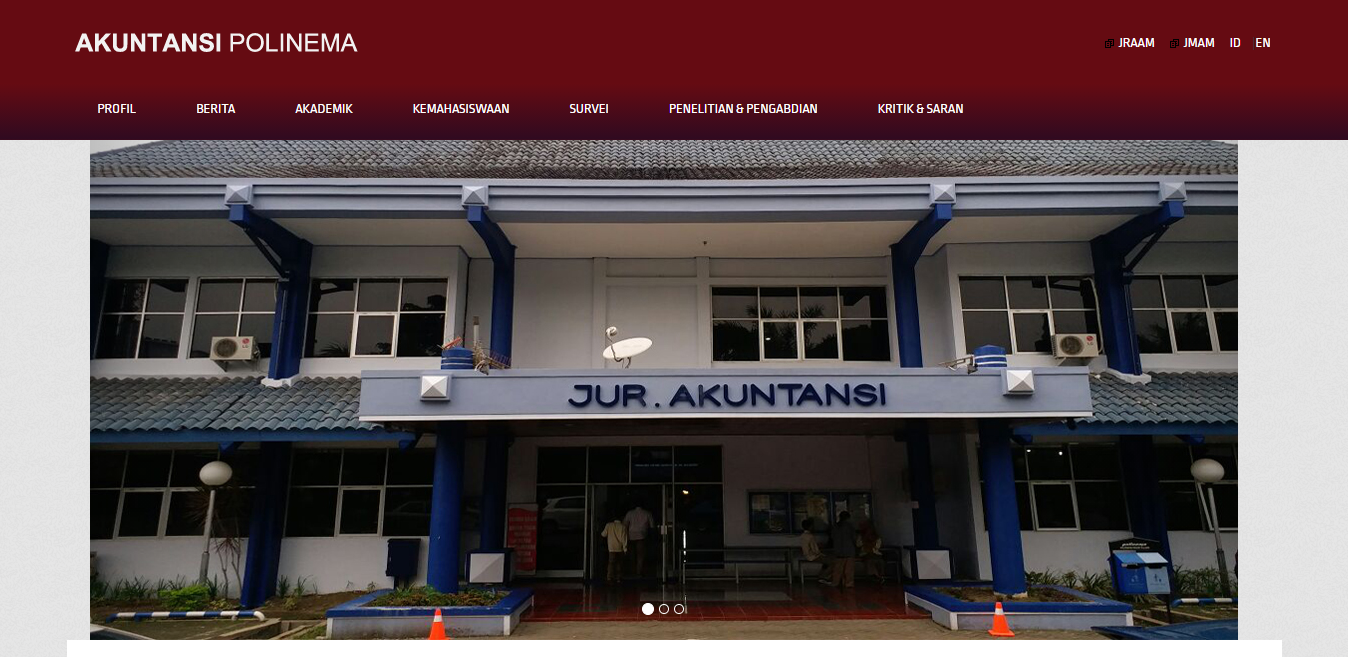 AKUNTANSI POLINEMA
JRAAM JMAM ID EN
PROFIL BERITA AKADEMIK KEMAHASISWAAN SURVEI PENELITIAN & PENGABDIAN KRITIK & SARAN
JUR. AKUNTANSI